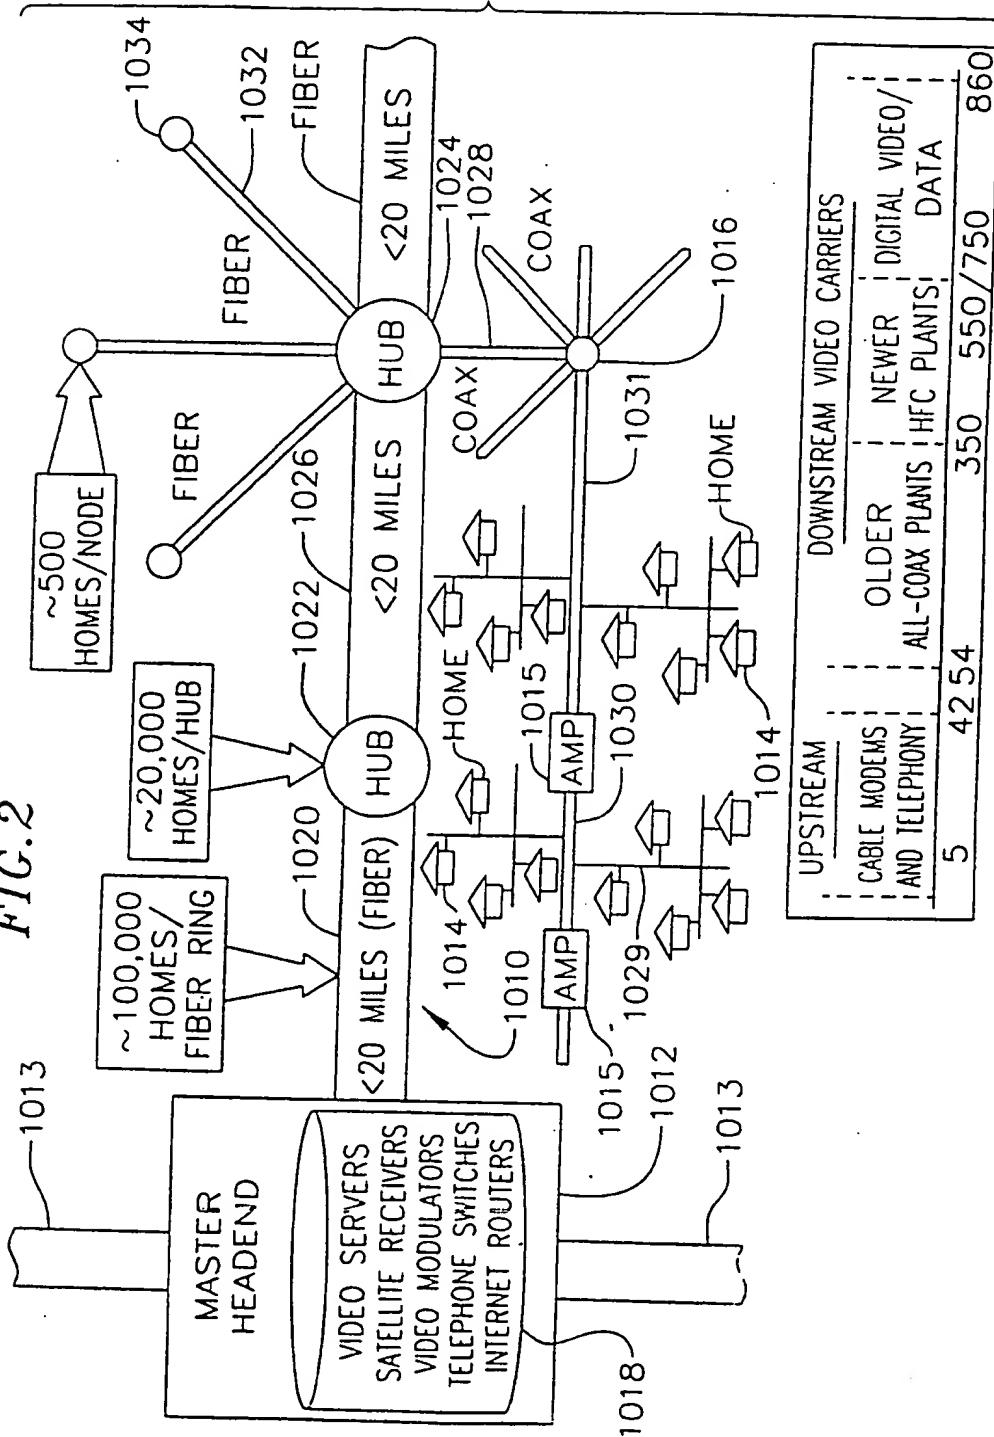 FIG.2
~100,000
HOMES/
FIBER RING
~20,000
HOMES/HUB
~500
HOMES/NODE
1013
MASTER
HEADEND
VIDEO SERVERS
SATELLITE RECEIVERS
VIDEO MODULATORS
TELEPHONE SWITCHES
INTERNET ROUTERS
1018
1012
1013
1020
<20 MILES (FIBER)
1010
1022
HUB
1026
<20 MILES
HUB
FIBER
FIBER
1034
1032
FIBER
<20 MILES
1024
1028
COAX
COAX
1016
1031
1014
HOME
HOME
1015
AMP
AMP
1015
1029
1030
1014
HOME
UPSTREAM
DOWNSTREAM VIDEO CARRIERS
CABLE MODEMS
AND TELEPHONY
OLDER
ALL-COAX PLANTS
NEWER
HFC PLANTS
DIGITAL VIDEO/
DATA
5 42 54 350 550/750 860